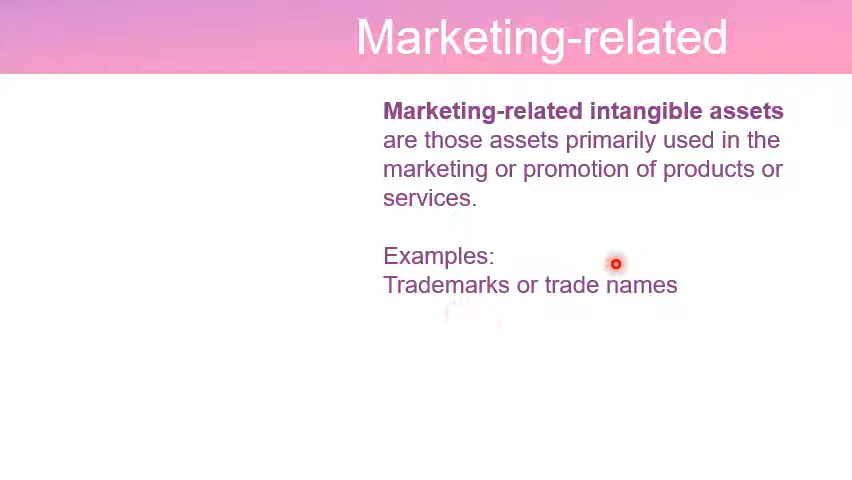 Marketing-related
Marketing-related intangible assets
are those assets primarily used in the
marketing or promotion of products or
services.
Examples:
Trademarks or trade names